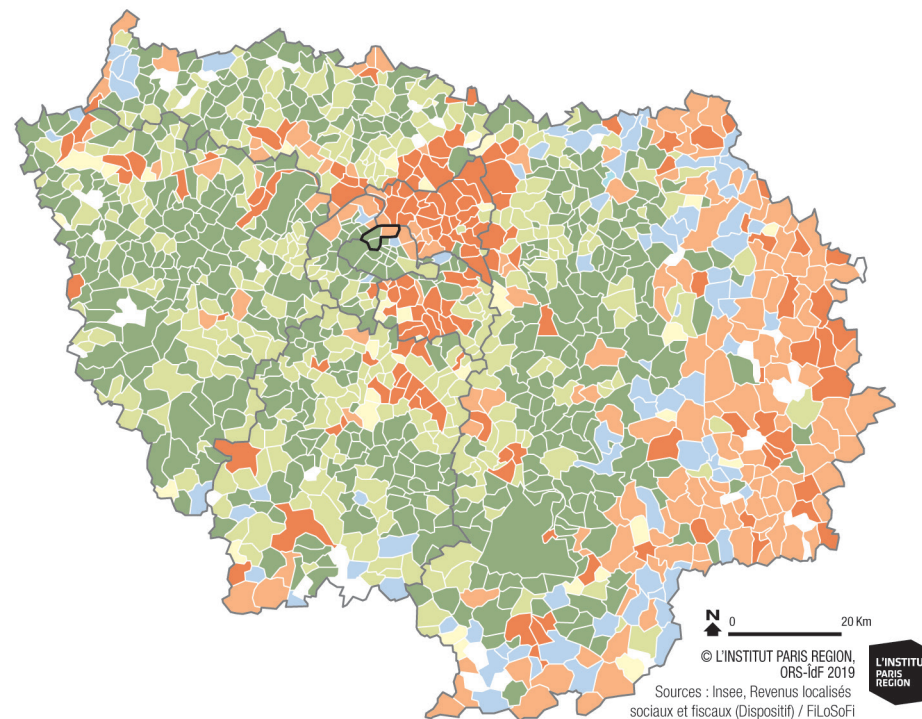 N
0 20 Km
© L'INSTITUT PARIS REGION,
ORS-ÎdF 2019
Sources : Insee, Revenus localisés
sociaux et fiscaux (Dispositif) / FiLoSoFi
L'INSTITUT
PARIS
REGION